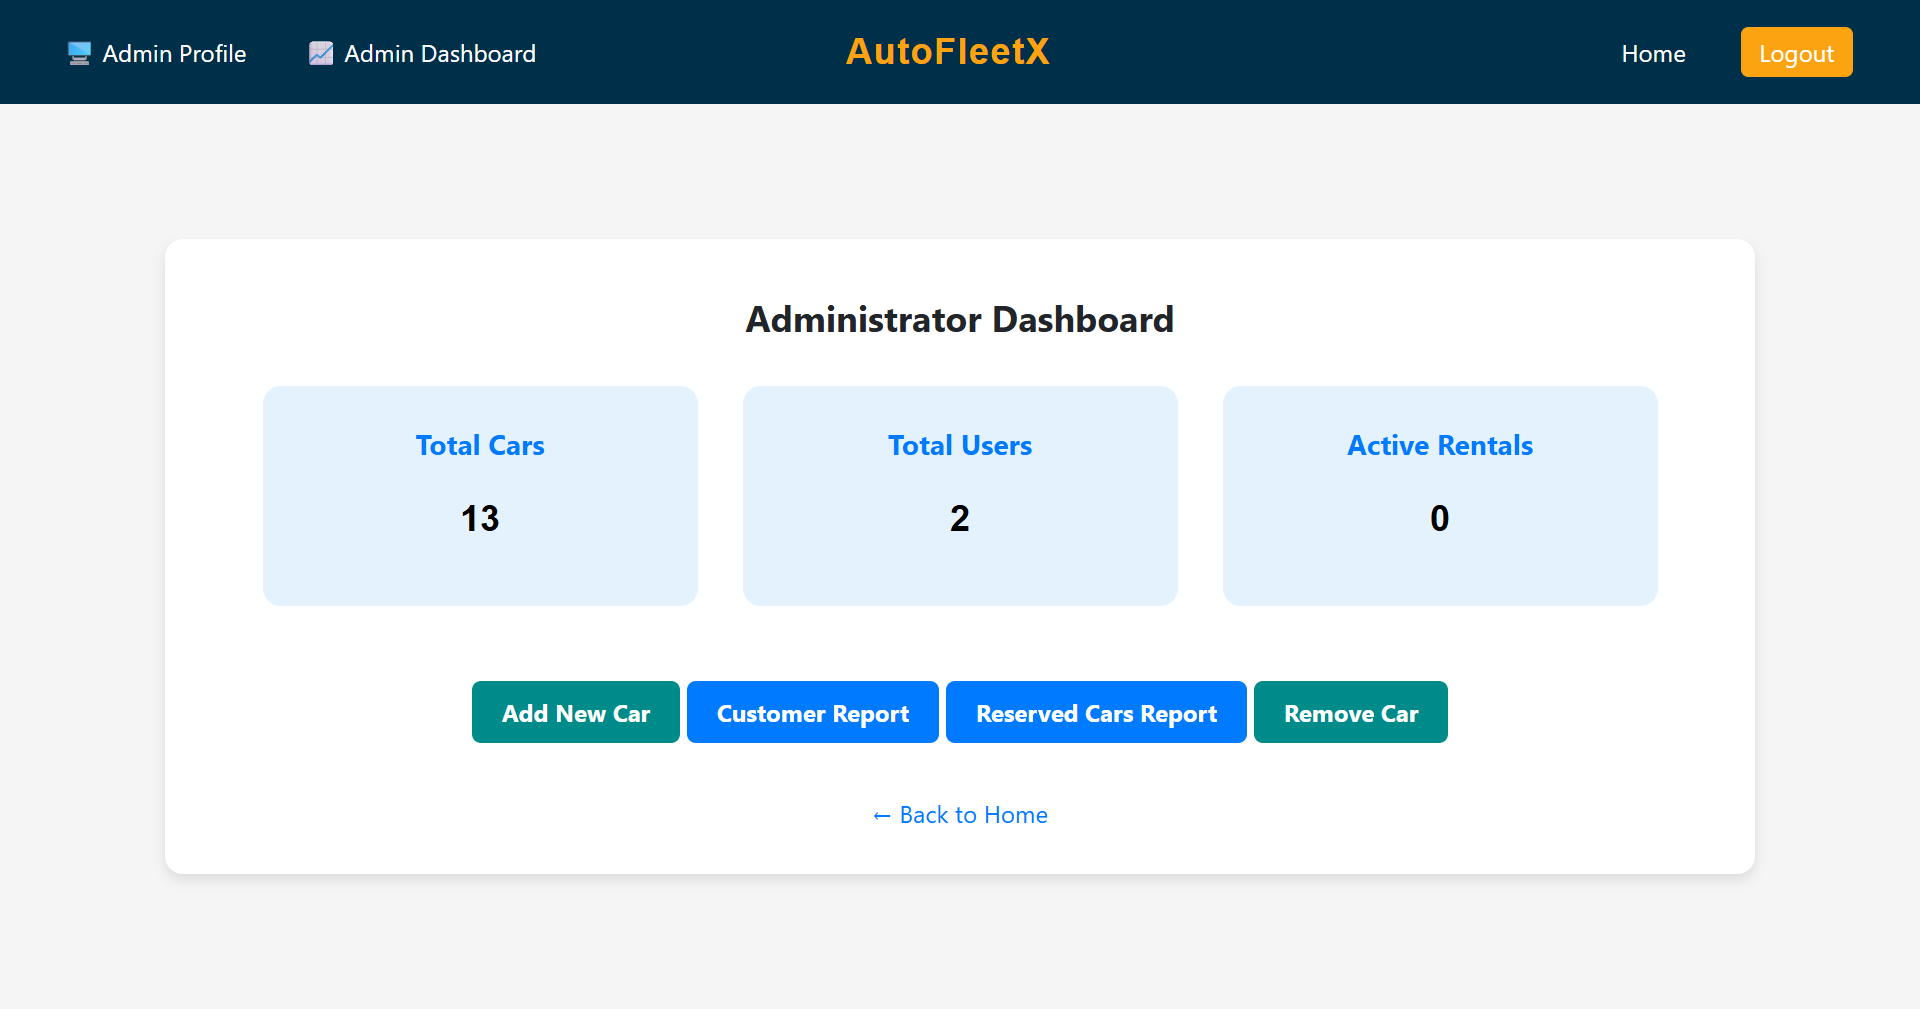 Admin Profile
Admin Dashboard
AutoFleetX
Home
Logout
Administrator Dashboard
Total Cars
13
Total Users
2
Active Rentals
0
Add New Car
Customer Report
Reserved Cars Report
Remove Car
← Back to Home